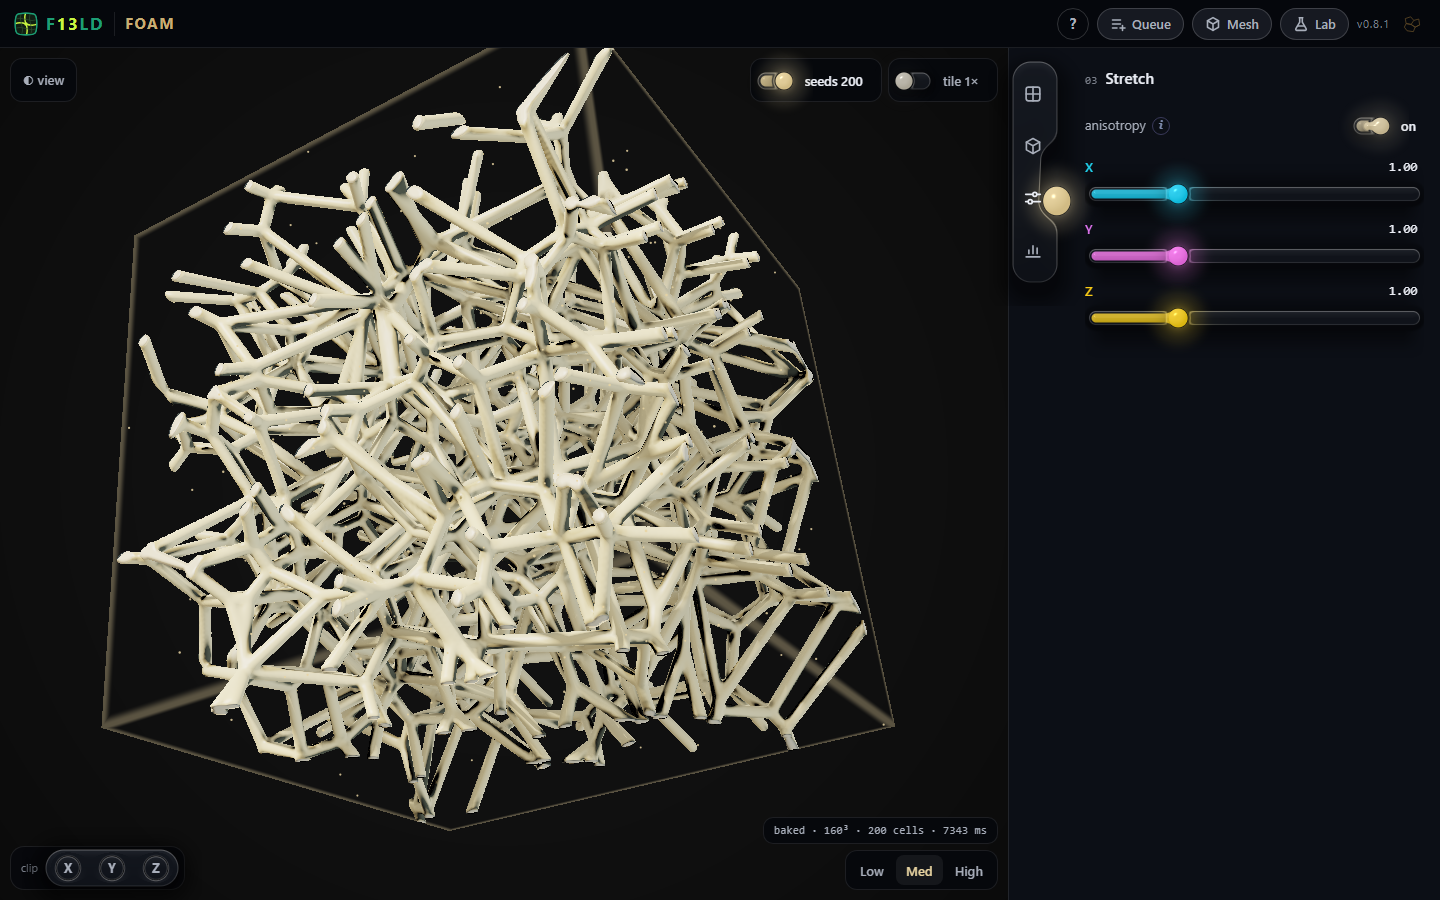 F13LD FOAM
? Queue Mesh Lab v0.8.1
view
seeds 200
tile 1×
03 Stretch
anisotropy i on
X 1.00
Y 1.00
Z 1.00
baked · 160³ · 200 cells · 7343 ms
clip X Y Z
Low Med High